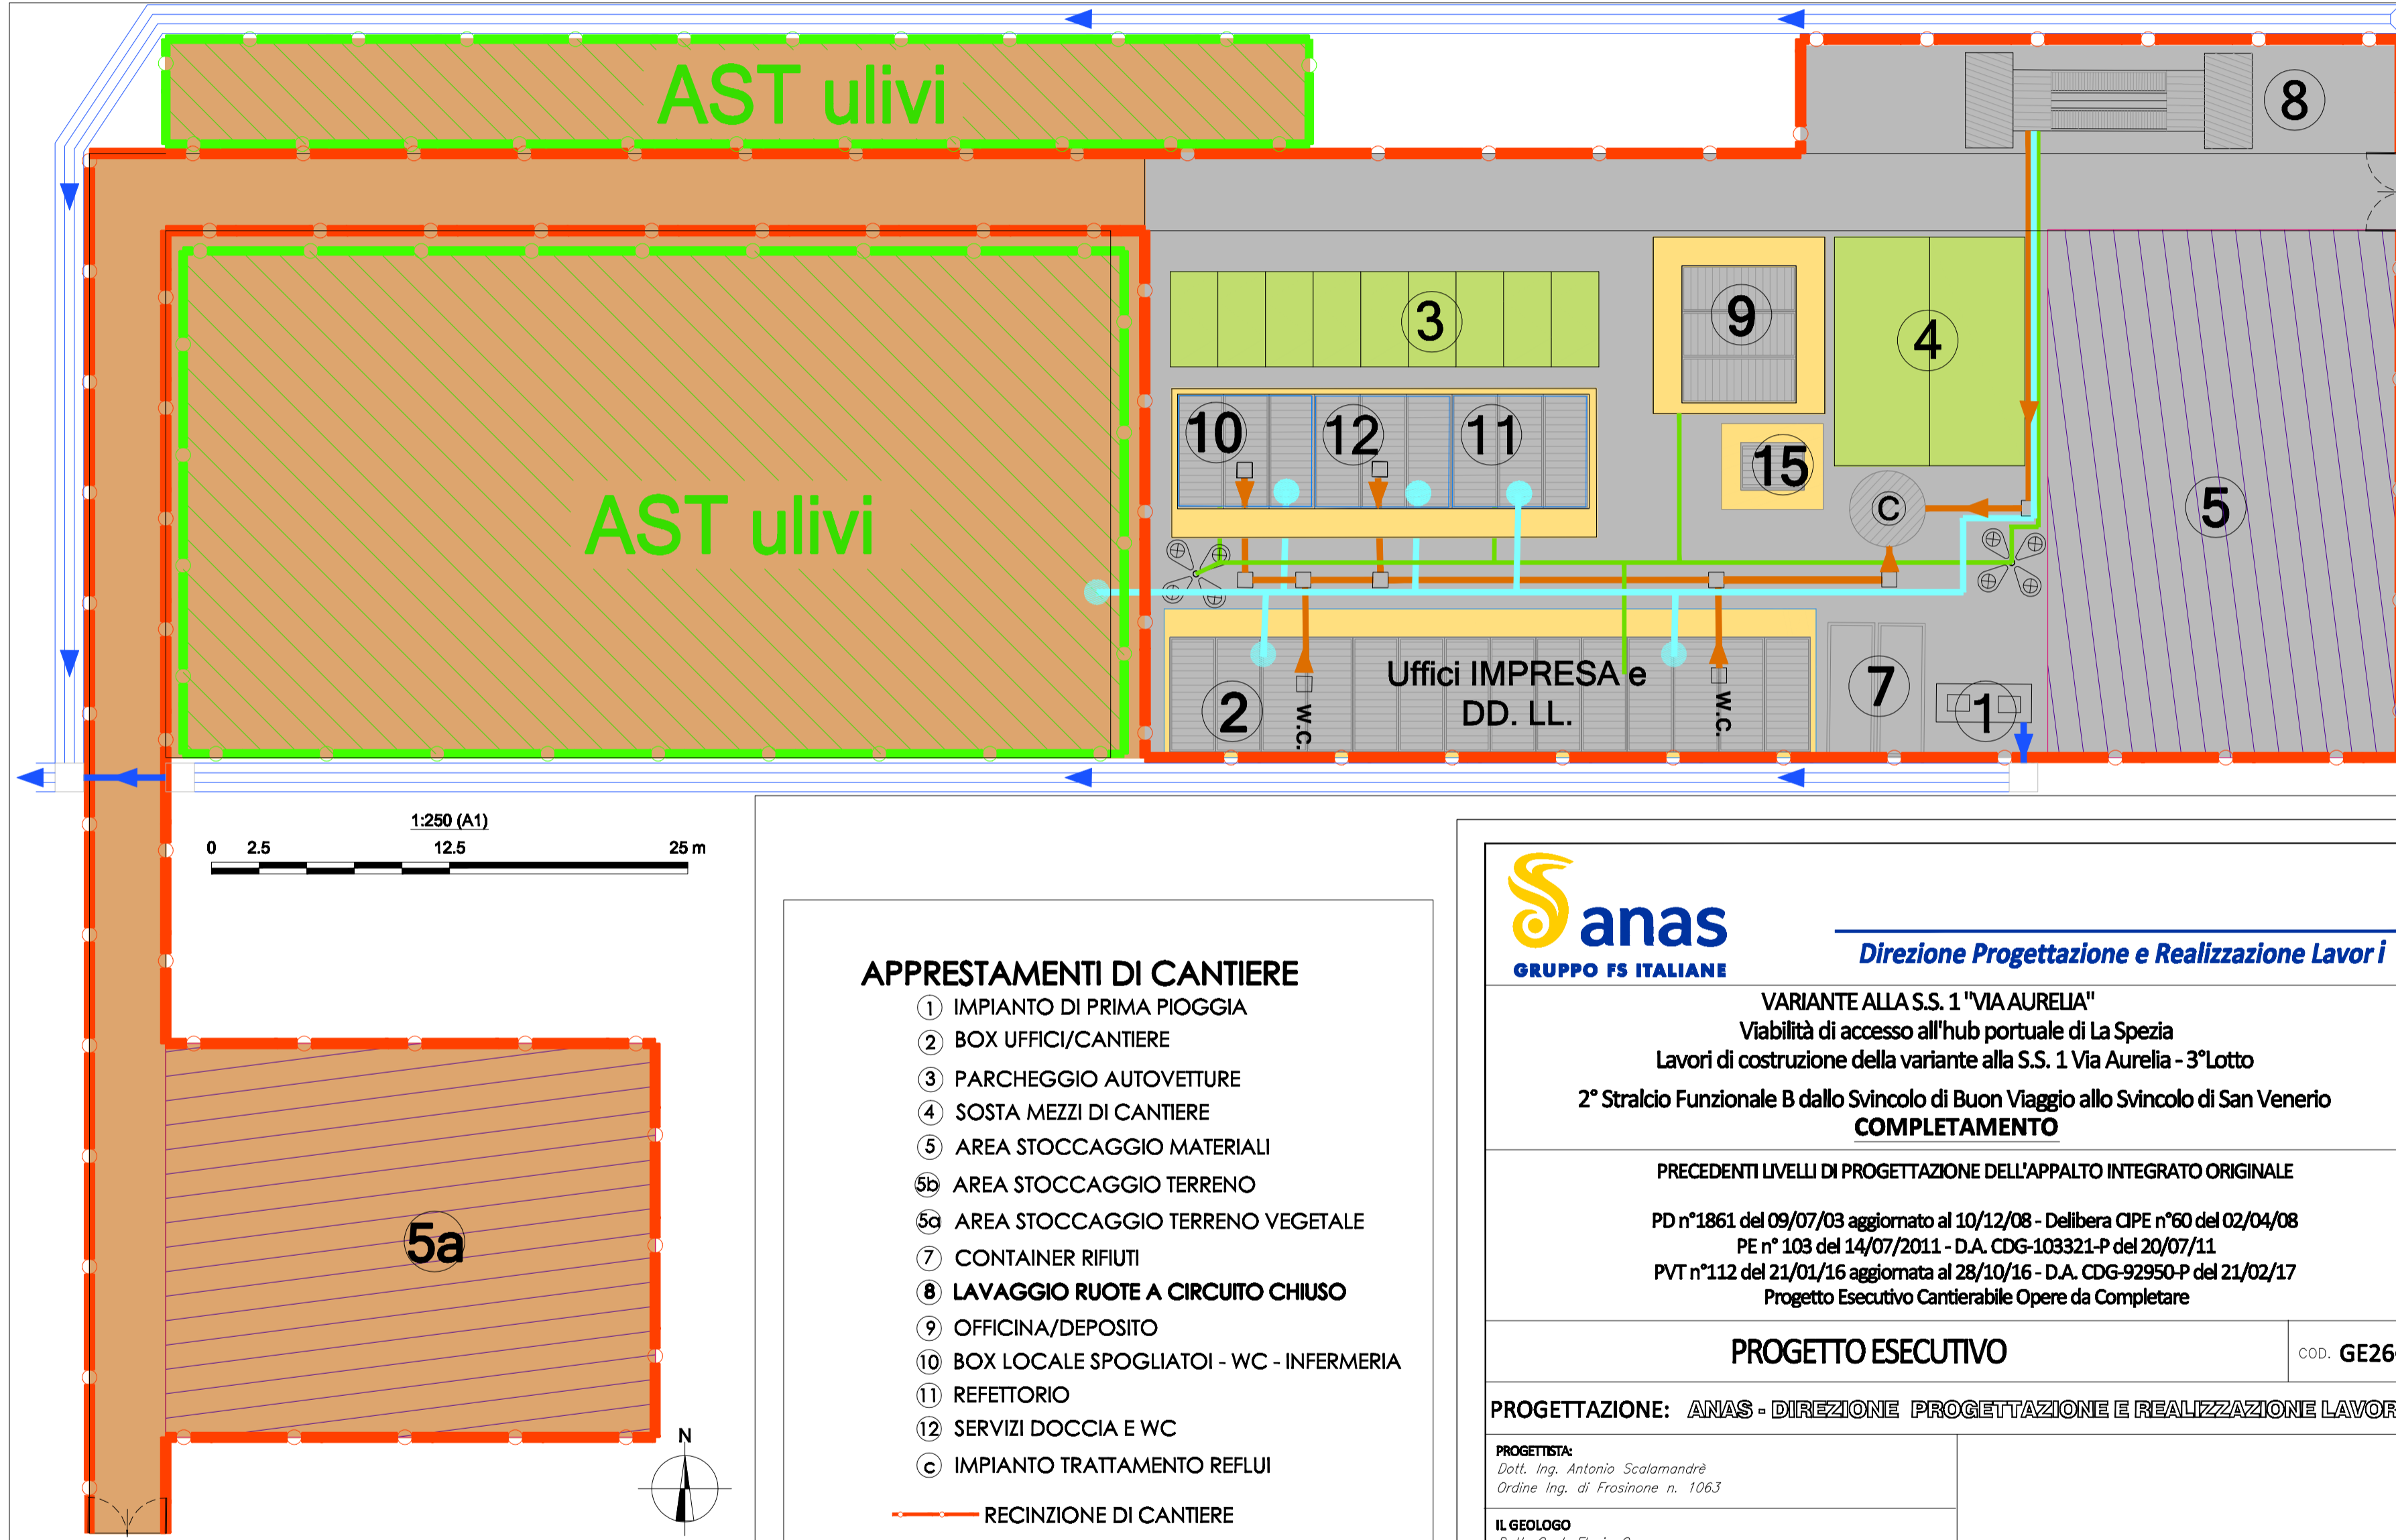 AST ulivi
8
3
9
4
10
12
11
15
C
5
AST ulivi
Uffici IMPRESA e
DD. LL.
2
W.C.
W.C.
7
1
1:250 (A1)
0 2.5 12.5 25 m
5a
N
APPRESTAMENTI DI CANTIERE
1 IMPIANTO DI PRIMA PIOGGIA
2 BOX UFFICI/CANTIERE
3 PARCHEGGIO AUTOVETTURE
4 SOSTA MEZZI DI CANTIERE
5 AREA STOCCAGGIO MATERIALI
5b AREA STOCCAGGIO TERRENO
5a AREA STOCCAGGIO TERRENO VEGETALE
7 CONTAINER RIFIUTI
8 LAVAGGIO RUOTE A CIRCUITO CHIUSO
9 OFFICINA/DEPOSITO
10 BOX LOCALE SPOGLIATOI - WC - INFERMERIA
11 REFETTORIO
12 SERVIZI DOCCIA E WC
c IMPIANTO TRATTAMENTO REFLUI
RECINZIONE DI CANTIERE
anas
GRUPPO FS ITALIANE
Direzione Progettazione e Realizzazione Lavor i
VARIANTE ALLA S.S. 1 "VIA AURELIA"
Viabilità di accesso all'hub portuale di La Spezia
Lavori di costruzione della variante alla S.S. 1 Via Aurelia - 3°Lotto
2° Stralcio Funzionale B dallo Svincolo di Buon Viaggio allo Svincolo di San Venerio
COMPLETAMENTO
PRECEDENTI LIVELLI DI PROGETTAZIONE DELL'APPALTO INTEGRATO ORIGINALE
PD n°1861 del 09/07/03 aggiornato al 10/12/08 - Delibera CIPE n°60 del 02/04/08
PE n° 103 del 14/07/2011 - D.A. CDG-103321-P del 20/07/11
PVT n°112 del 21/01/16 aggiornata al 28/10/16 - D.A. CDG-92950-P del 21/02/17
Progetto Esecutivo Cantierabile Opere da Completare
PROGETTO ESECUTIVO
COD. GE26
PROGETTAZIONE: ANAS - DIREZIONE PROGETTAZIONE E REALIZZAZIONE LAVOR
PROGETTISTA:
Dott. Ing. Antonio Scalamandrè
Ordine Ing. di Frosinone n. 1063
IL GEOLOGO